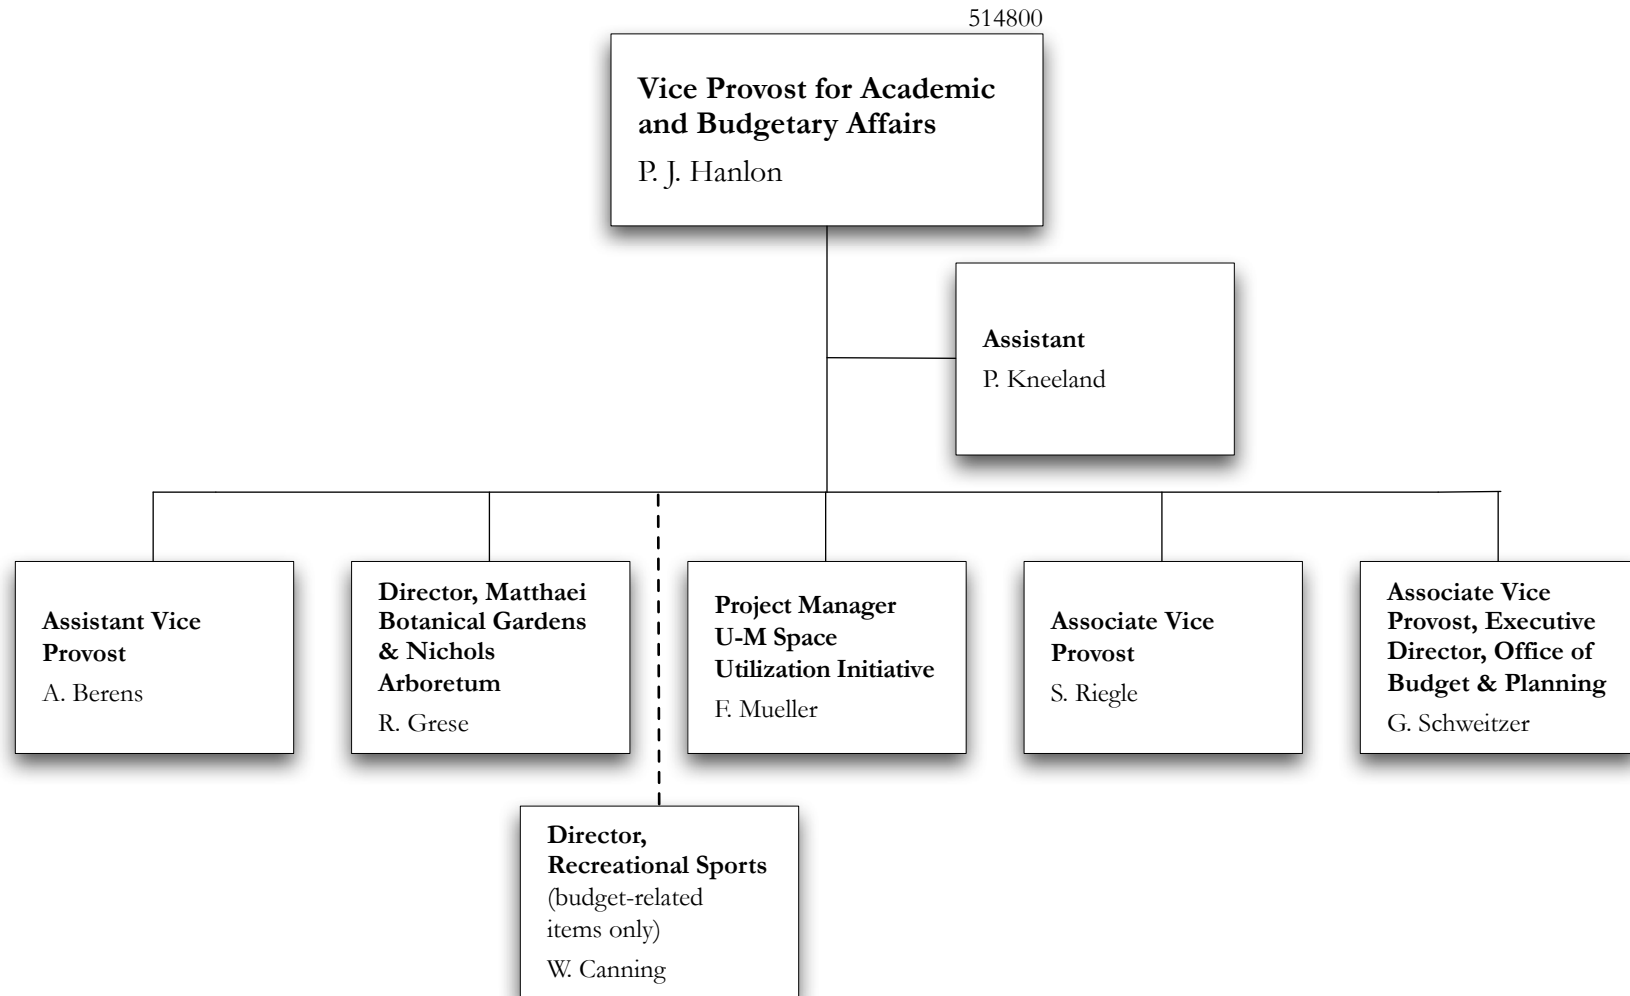 514800
Vice Provost for Academic
and Budgetary Affairs
P. J. Hanlon
Assistant
P. Kneeland
Assistant Vice
Provost
A. Berens
Director, Matthaei
Botanical Gardens
& Nichols
Arboretum
R. Grese
Project Manager
U-M Space
Utilization Initiative
F. Mueller
Associate Vice
Provost
S. Riegle
Associate Vice
Provost, Executive
Director, Office of
Budget & Planning
G. Schweitzer
Director,
Recreational Sports
(budget-related
items only)
W. Canning